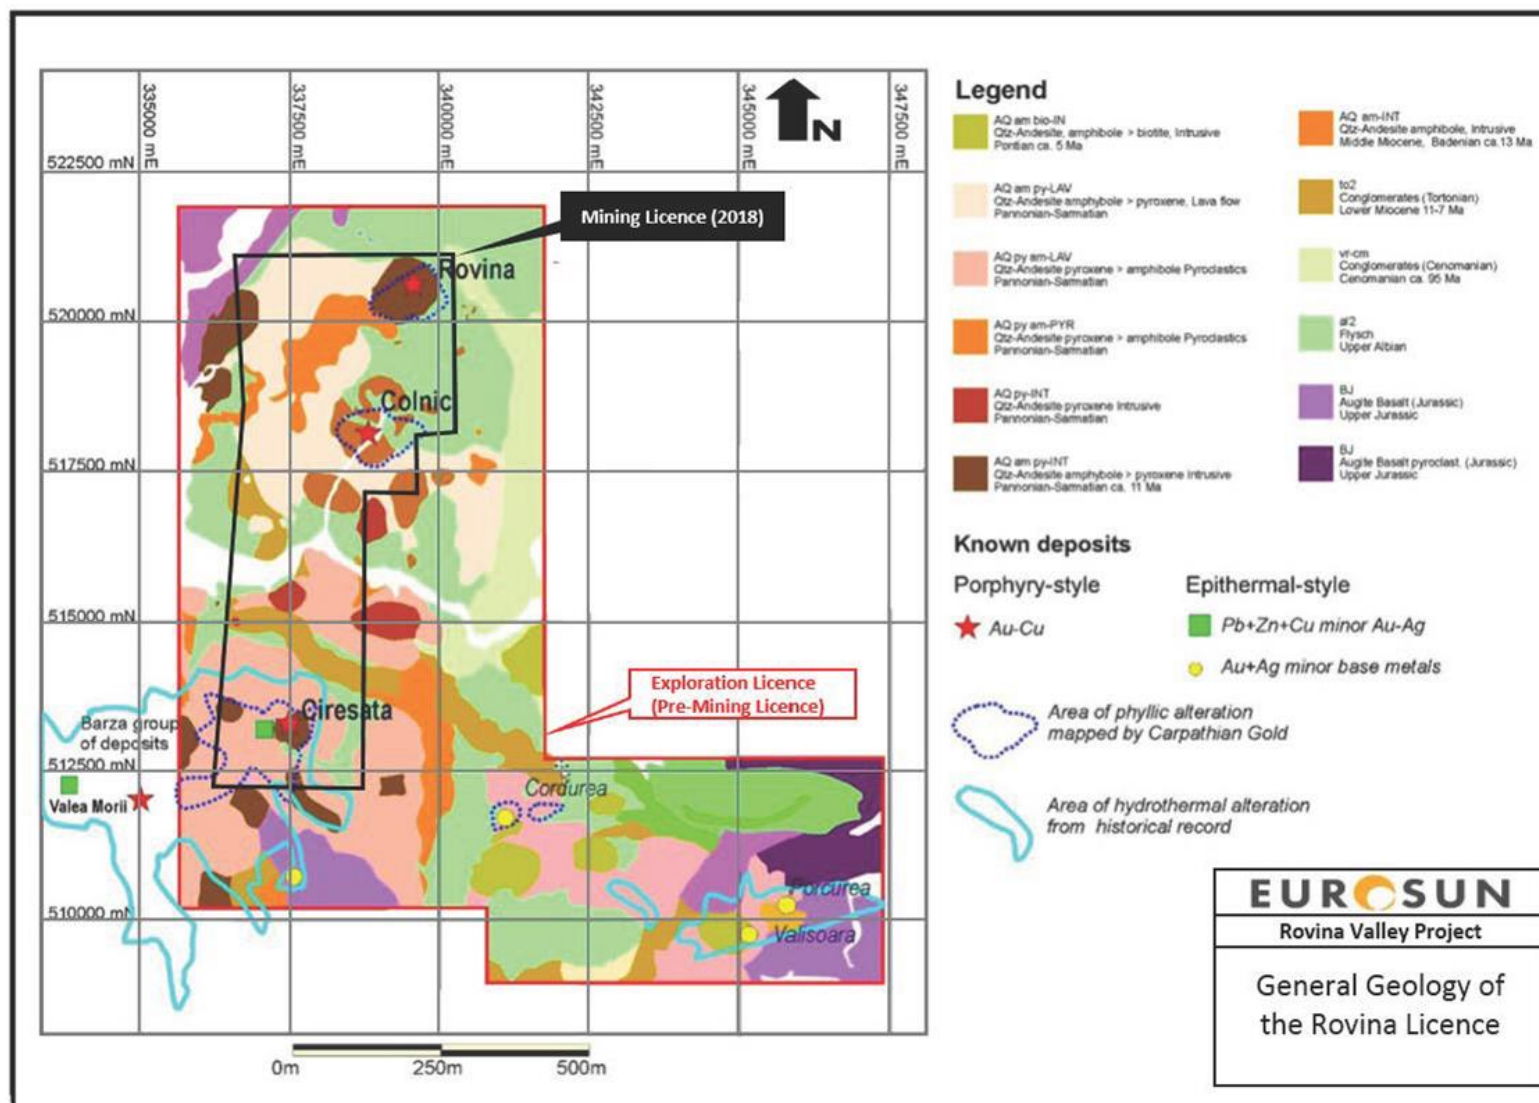 335000 mE
337500 mE
340000 mE
342500 mE
345000 mE
347500 mE
N
522500 mN
520000 mN
517500 mN
515000 mN
512500 mN
510000 mN
Mining Licence (2018)
Rovina
Colnic
Exploration Licence
(Pre-Mining Licence)
Ciresata
Barza group
of deposits
Valea Morii
Cordurea
Porcurea
Valisoara
0m
250m
500m
Legend
AQ am bio-IN
Qtz-Andesite, amphibole > biotite, Intrusive
Pontian ca. 5 Ma
AQ am py-LAV
Qtz-Andesite amphybole > pyroxene, Lava flow
Pannonian-Sarmatian
AQ py am-LAV
Qtz-Andesite pyroxene > amphibole Pyroclastics
Pannonian-Sarmatian
AQ py am-PYR
Qtz-Andesite pyroxene > amphibole Pyroclastics
Pannonian-Sarmatian
AQ py-INT
Qtz-Andesite pyroxene Intrusive
Pannonian-Sarmatian
AQ am py-INT
Qtz-Andesite amphybole > pyroxene Intrusive
Pannonian-Sarmatian ca. 11 Ma
AQ am-INT
Qtz-Andesite amphibole, Intrusive
Middle Miocene, Badenian ca.13 Ma
to2
Conglomerates (Tortonian)
Lower Miocene 11-7 Ma
vr-cm
Conglomerates (Cenomanian)
Cenomanian ca. 95 Ma
al2
Flysch
Upper Albian
BJ
Augite Basalt (Jurassic)
Upper Jurassic
BJ
Augite Basalt pyroclast. (Jurassic)
Upper Jurassic
Known deposits
Porphyry-style
Au-Cu
Epithermal-style
Pb+Zn+Cu minor Au-Ag
Au+Ag minor base metals
Area of phyllic alteration
mapped by Carpathian Gold
Area of hydrothermal alteration
from historical record
EUROSUN
Rovina Valley Project
General Geology of
the Rovina Licence